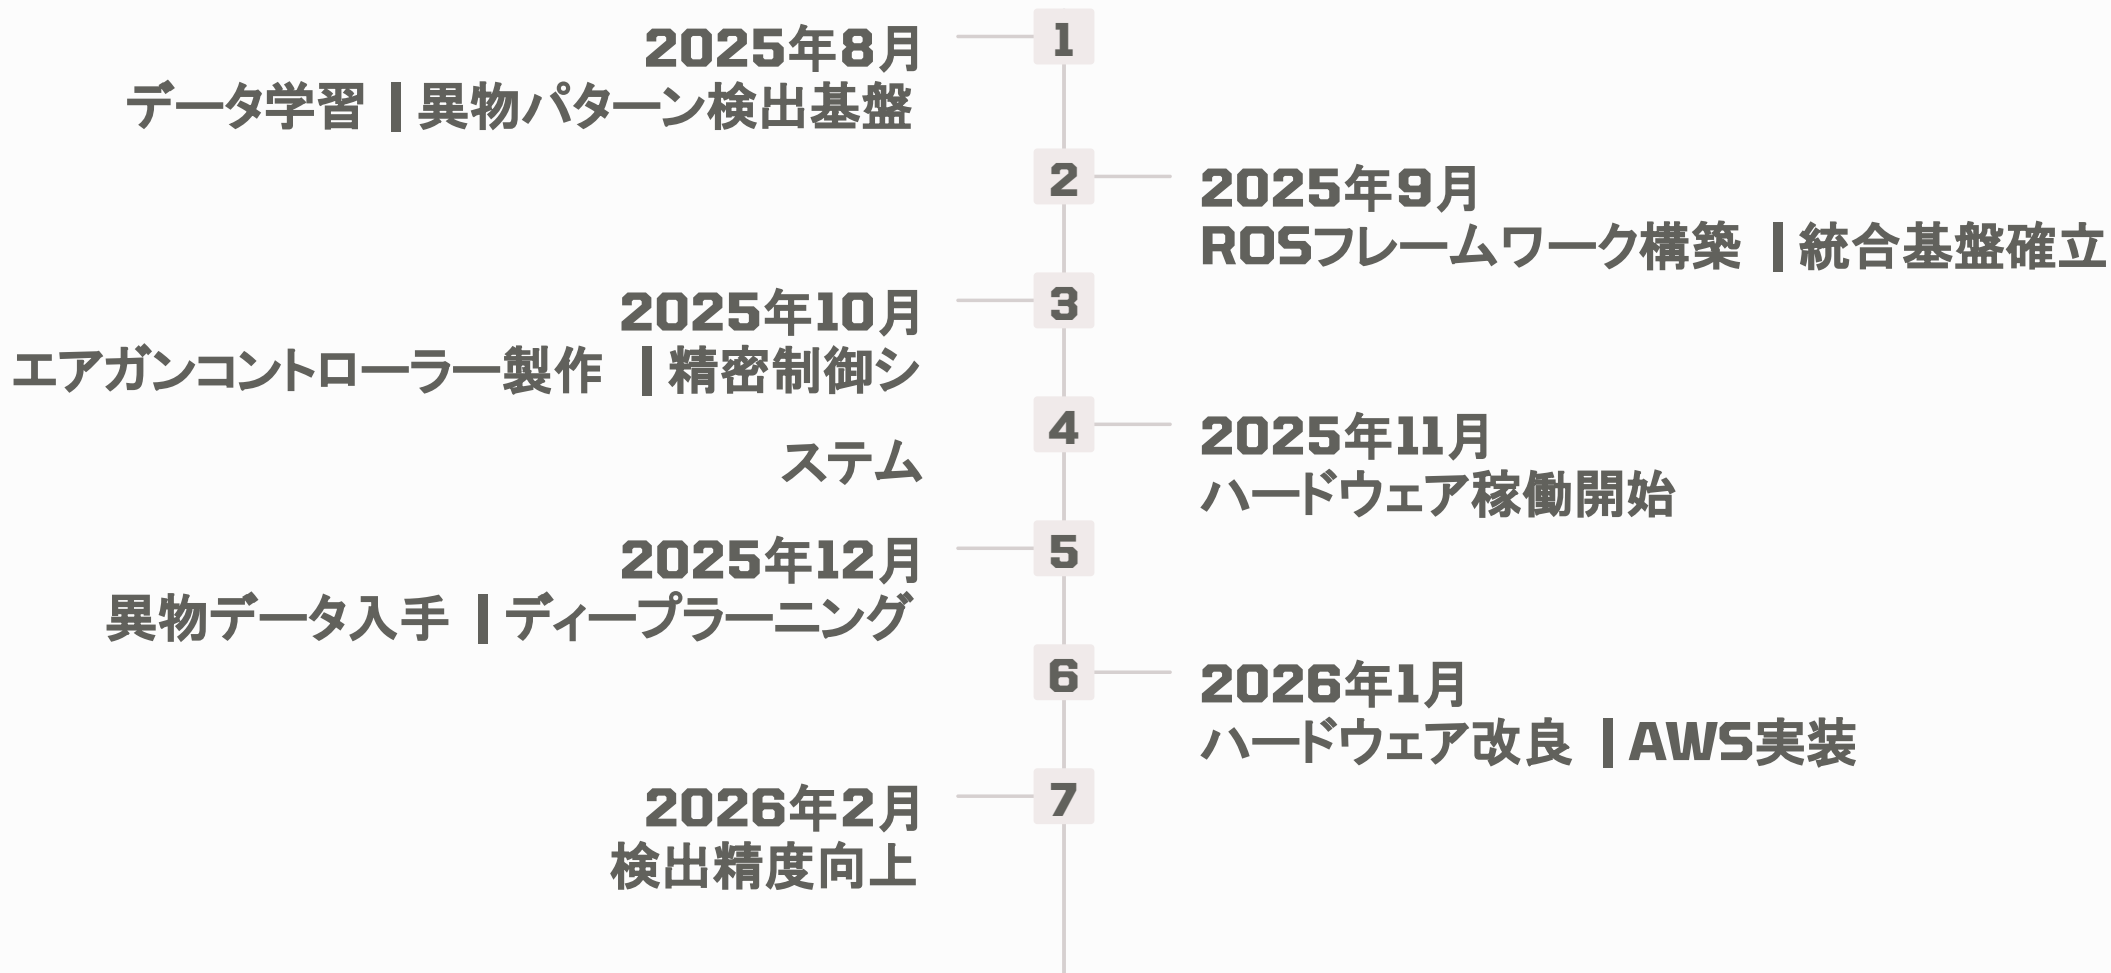 1
2025年8月
データ学習 | 異物パターン検出基盤
2
2025年9月
ROSフレームワーク構築 | 統合基盤確立
3
2025年10月
エアガンコントローラー製作 | 精密制御シ
ステム
4
2025年11月
ハードウェア稼働開始
5
2025年12月
異物データ入手 | ディープラーニング
6
2026年1月
ハードウェア改良 | AWS実装
7
2026年2月
検出精度向上